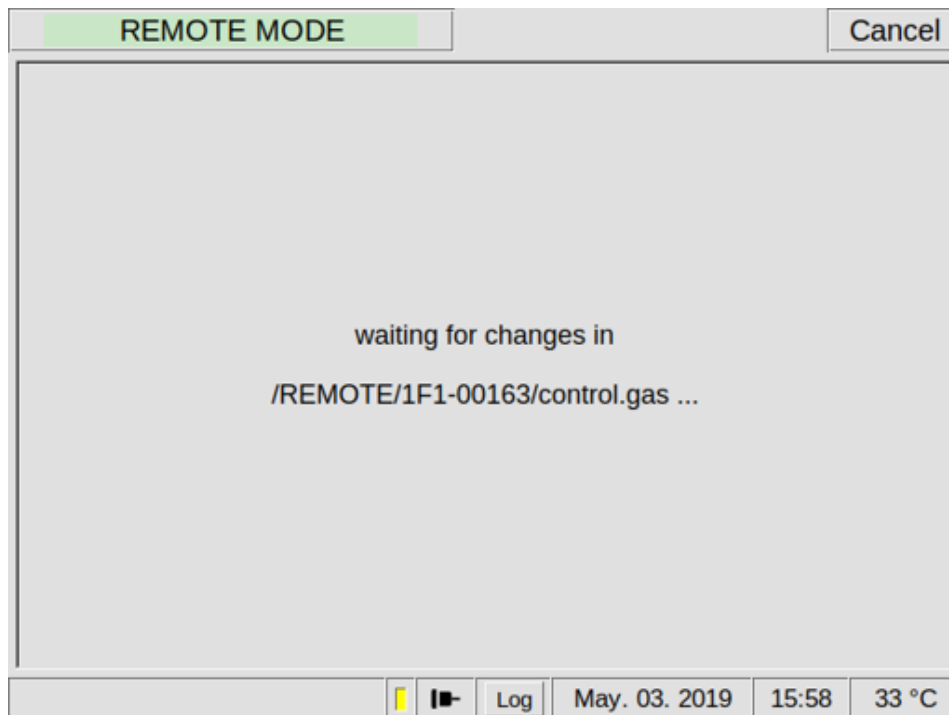 REMOTE MODE
Cancel
waiting for changes in
/REMOTE/1F1-00163/control.gas ...
Log
May. 03. 2019
15:58
33 °C